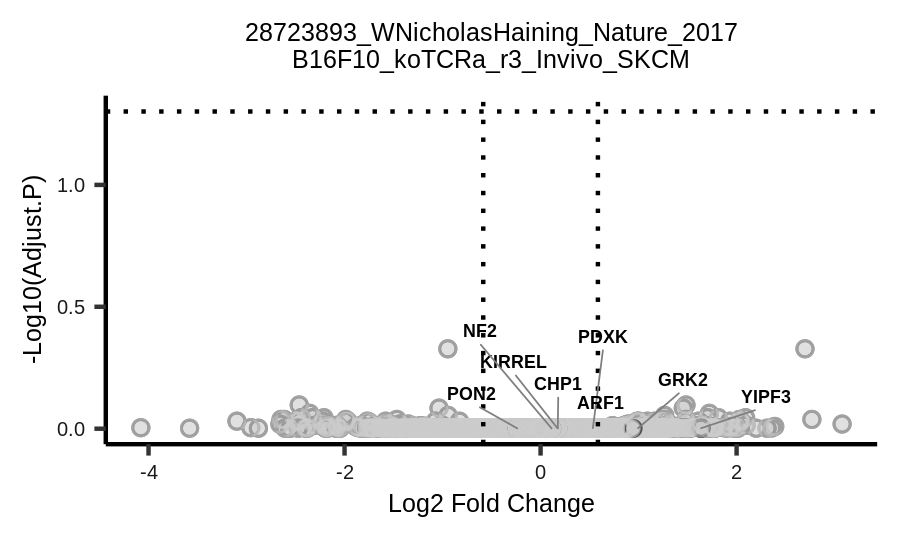 28723893_WNicholasHaining_Nature_2017
B16F10_koTCRa_r3_Invivo_SKCM
-Log10(Adjust.P)
1.0
0.5
0.0
NF2
PDXK
KIRREL
GRK2
CHP1
PON2
YIPF3
ARF1
-4
-2
0
2
Log2 Fold Change